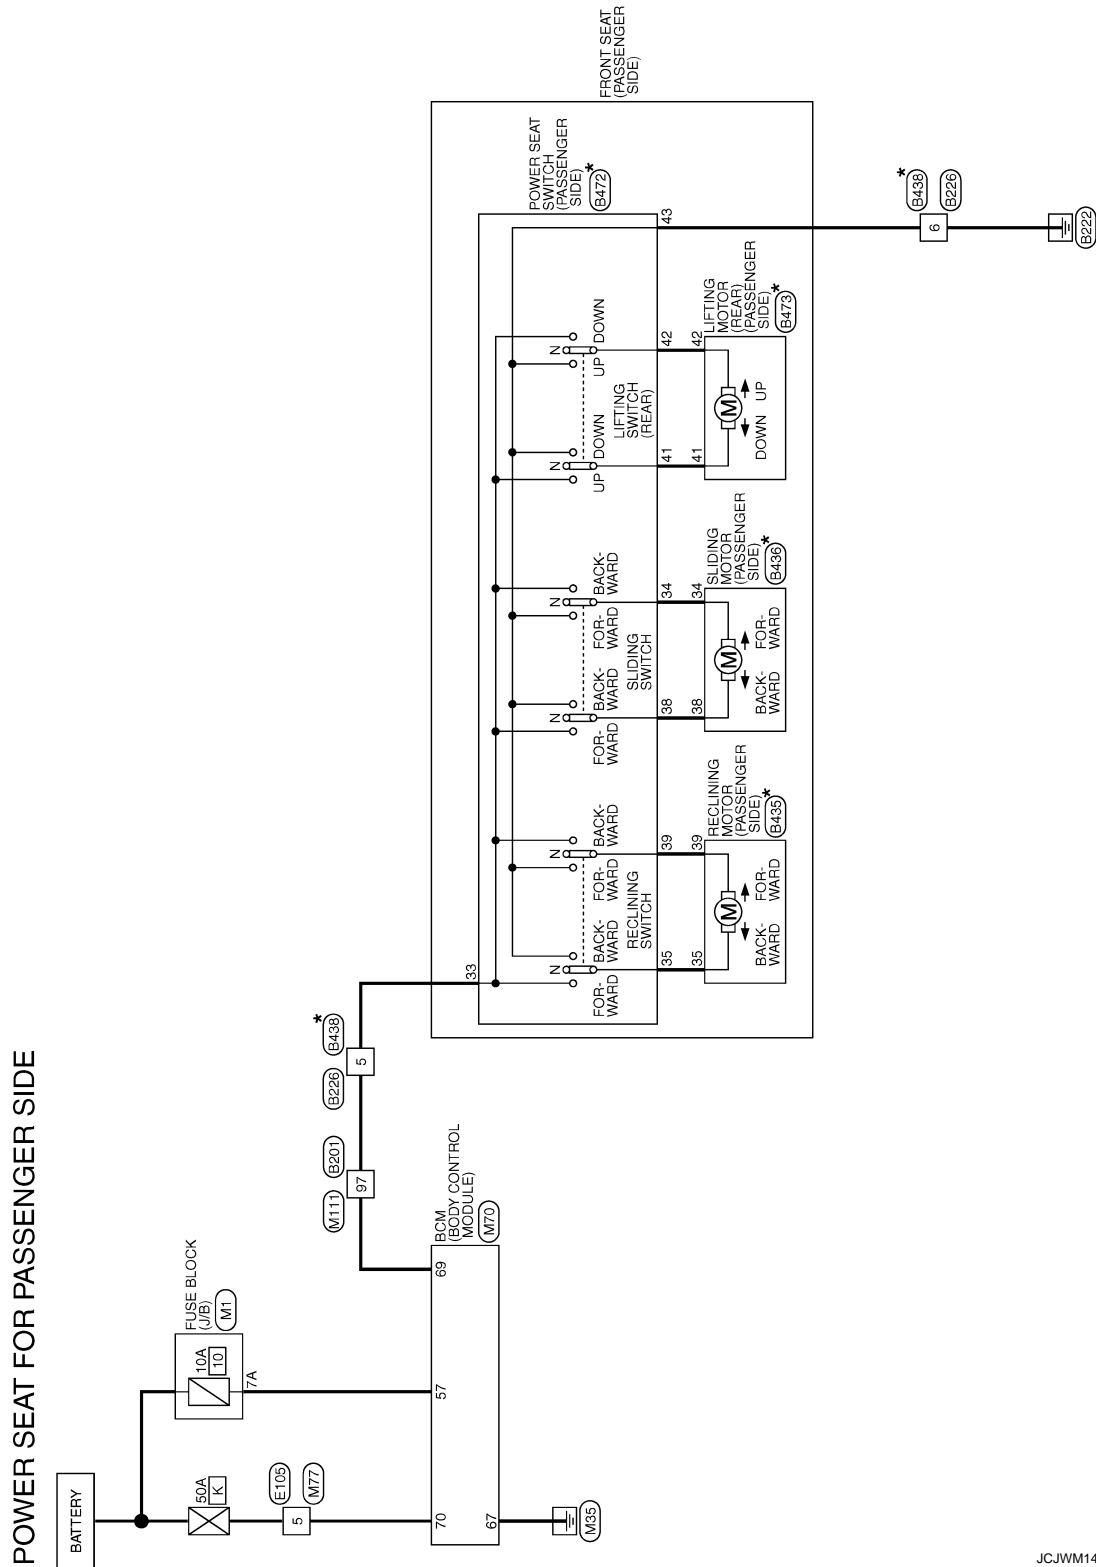 POWER SEAT FOR PASSENGER SIDE
BATTERY
50A
K
E105
5
M77
FUSE BLOCK
(J/B)
M1
10A
10
7A
BCM
(BODY CONTROL
MODULE)
M70
70
57
69
67
M35
M111
97
B201
B226
5
B438
*
33
FRONT SEAT
(PASSENGER
SIDE)
POWER SEAT
SWITCH
(PASSENGER
SIDE)
*
B472
N
FOR-
WARD
BACK-
WARD
N
FOR-
WARD
BACK-
WARD
RECLINING
SWITCH
N
FOR-
WARD
BACK-
WARD
N
FOR-
WARD
BACK-
WARD
SLIDING
SWITCH
N
UP
DOWN
N
UP
DOWN
LIFTING
SWITCH
(REAR)
35
39
38
34
41
42
43
35
39
38
34
41
42
RECLINING
MOTOR
(PASSENGER
SIDE)
*
B435
M
BACK-
WARD
FOR-
WARD
SLIDING
MOTOR
(PASSENGER
SIDE)
*
B436
M
BACK-
WARD
FOR-
WARD
LIFTING
MOTOR
(REAR)
(PASSENGER
SIDE)
*
B473
M
DOWN
UP
*
B438
6
B226
B222
JCJWM14